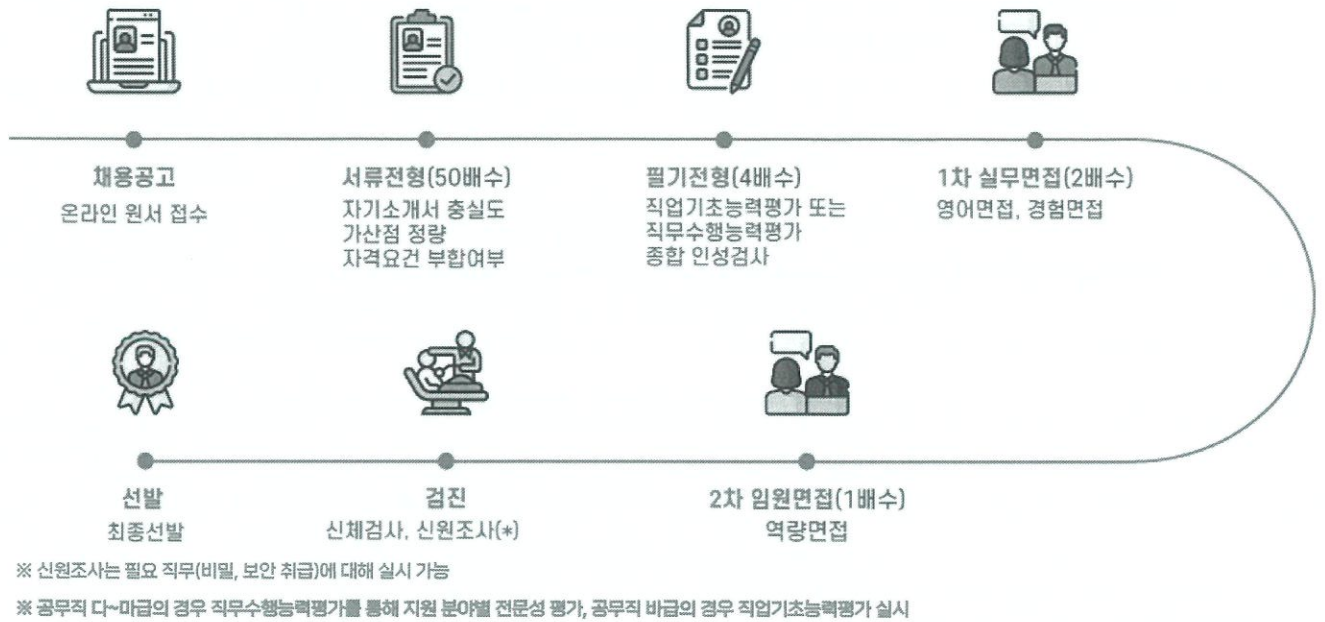 채용공고
온라인 원서 접수
서류전형(50배수)
자기소개서 충실도
가산점 정량
자격요건 부합여부
필기전형(4배수)
직업기초능력평가 또는
직무수행능력평가
종합 인성검사
1차 실무면접(2배수)
영어면접, 경험면접
2차 임원면접(1배수)
역량면접
검진
신체검사, 신원조사(*)
선발
최종선발
※ 신원조사는 필요 직무(비밀, 보안 취급)에 대해 실시 가능
※ 공무직 다~마급의 경우 직무수행능력평가를 통해 지원 분야별 전문성 평가, 공무직 바급의 경우 직업기초능력평가 실시